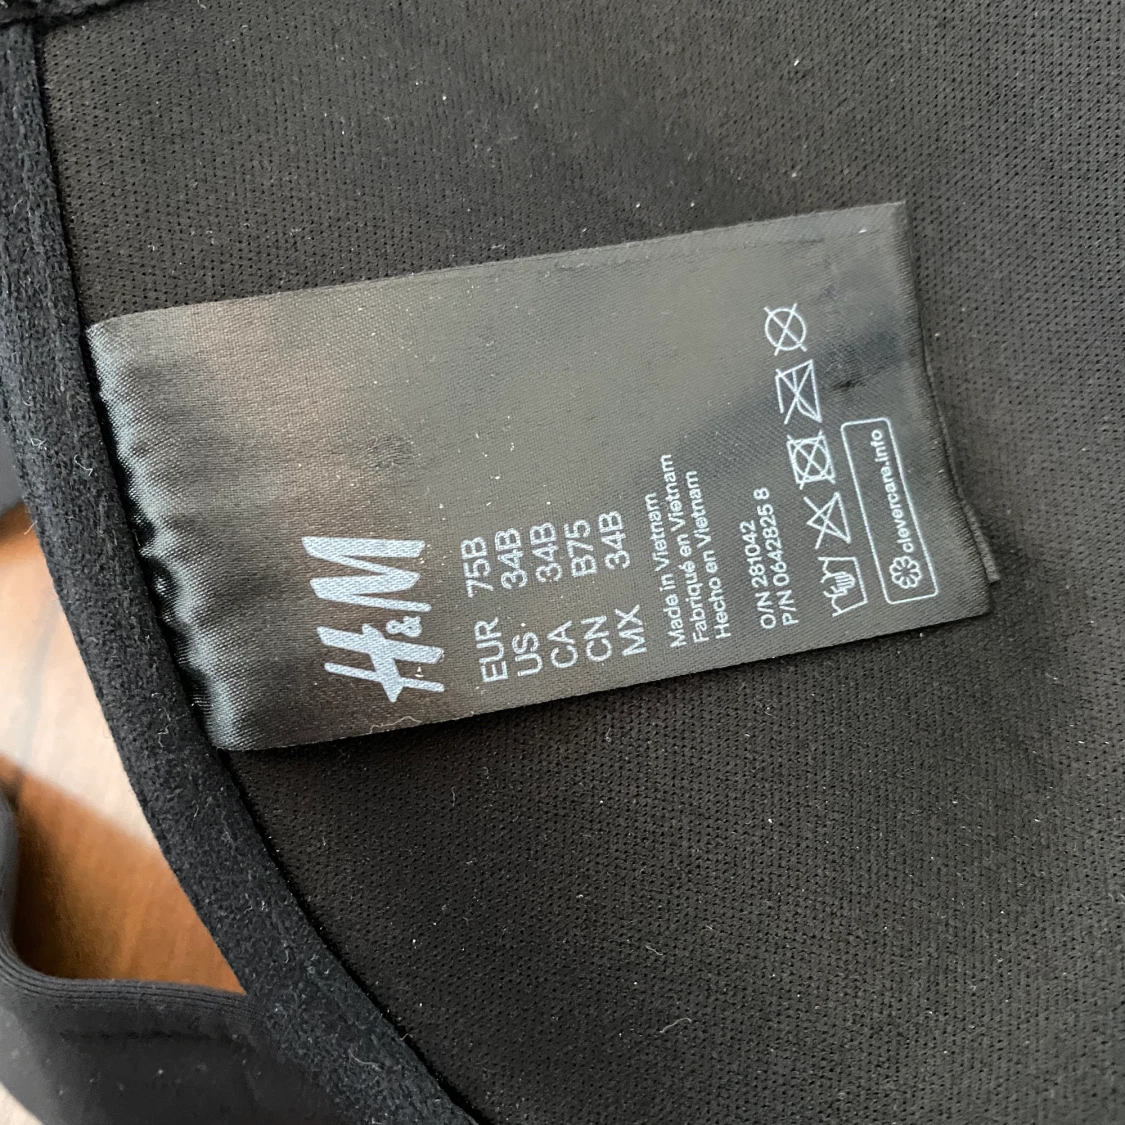 H&M
EUR 75B
US 34B
CA 34B
CN B75
MX 34B
Made in Vietnam
Fabriqué en Vietnam
Hecho en Vietnam
O/N 281042
P/N 0642825 8
clevercare.info